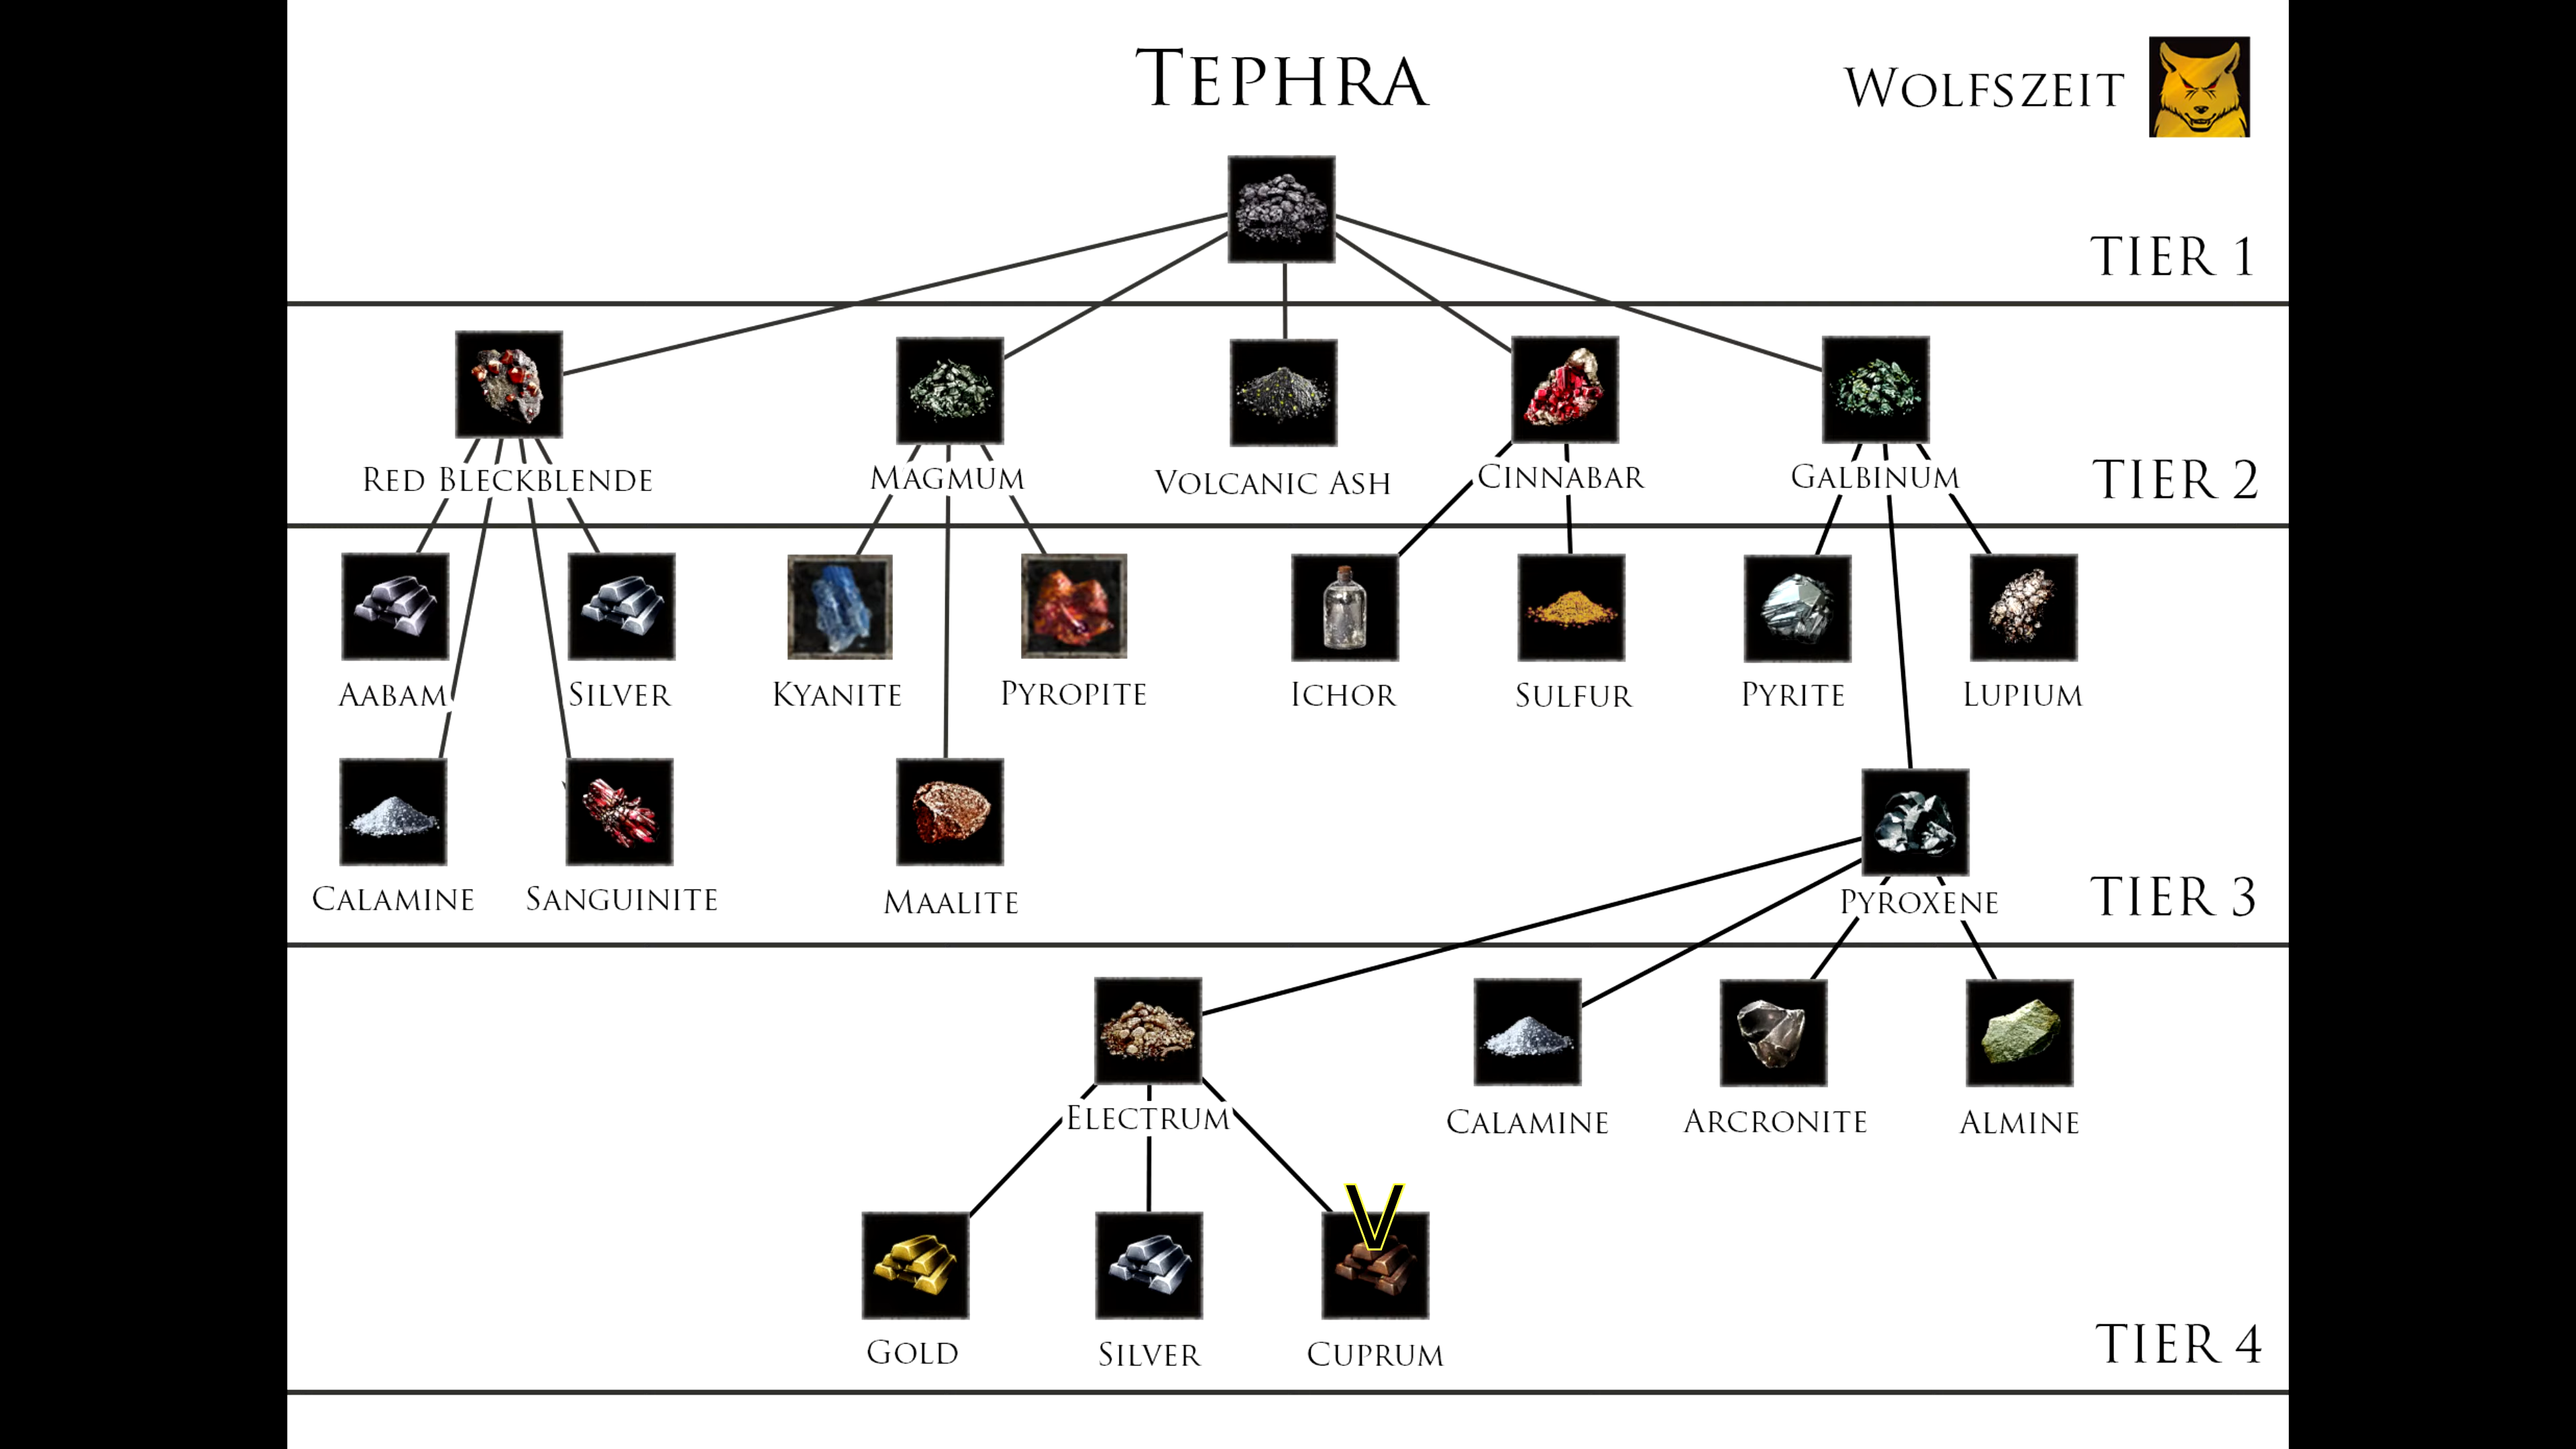 TEPHRA
WOLFSZEIT
TIER 1
RED BLECKBLENDE
MAGMUM
VOLCANIC ASH
CINNABAR
GALBINUM
TIER 2
AABAM
SILVER
KYANITE
PYROPITE
ICHOR
SULFUR
PYRITE
LUPIUM
CALAMINE
SANGUINITE
MAALITE
PYROXENE
TIER 3
ELECTRUM
CALAMINE
ARCRONITE
ALMINE
V
GOLD
SILVER
CUPRUM
TIER 4